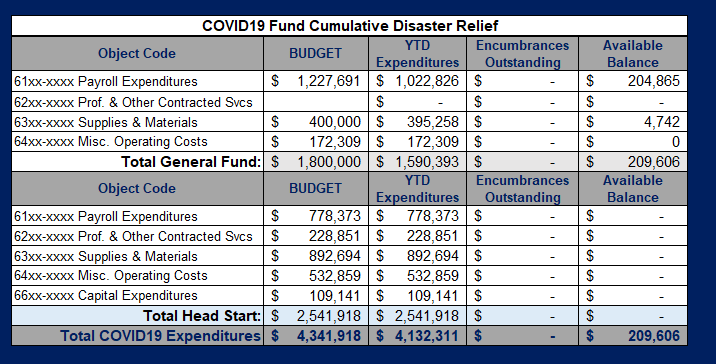 COVID19 Fund Cumulative Disaster Relief
Object Code BUDGET YTD Expenditures Encumbrances Outstanding Available Balance
61xx-xxxx Payroll Expenditures $ 1,227,691 $ 1,022,826 $ - $ 204,865
62xx-xxxx Prof. & Other Contracted Svcs $ - $ - $ -
63xx-xxxx Supplies & Materials $ 400,000 $ 395,258 $ - $ 4,742
64xx-xxxx Misc. Operating Costs $ 172,309 $ 172,309 $ - $ 0
Total General Fund: $ 1,800,000 $ 1,590,393 $ - $ 209,606
Object Code BUDGET YTD Expenditures Encumbrances Outstanding Available Balance
61xx-xxxx Payroll Expenditures $ 778,373 $ 778,373 $ - $ -
62xx-xxxx Prof. & Other Contracted Svcs $ 228,851 $ 228,851 $ - $ -
63xx-xxxx Supplies & Materials $ 892,694 $ 892,694 $ - $ -
64xx-xxxx Misc. Operating Costs $ 532,859 $ 532,859 $ - $ -
66xx-xxxx Capital Expenditures $ 109,141 $ 109,141 $ - $ -
Total Head Start: $ 2,541,918 $ 2,541,918 $ - $ -
Total COVID19 Expenditures $ 4,341,918 $ 4,132,311 $ - $ 209,606